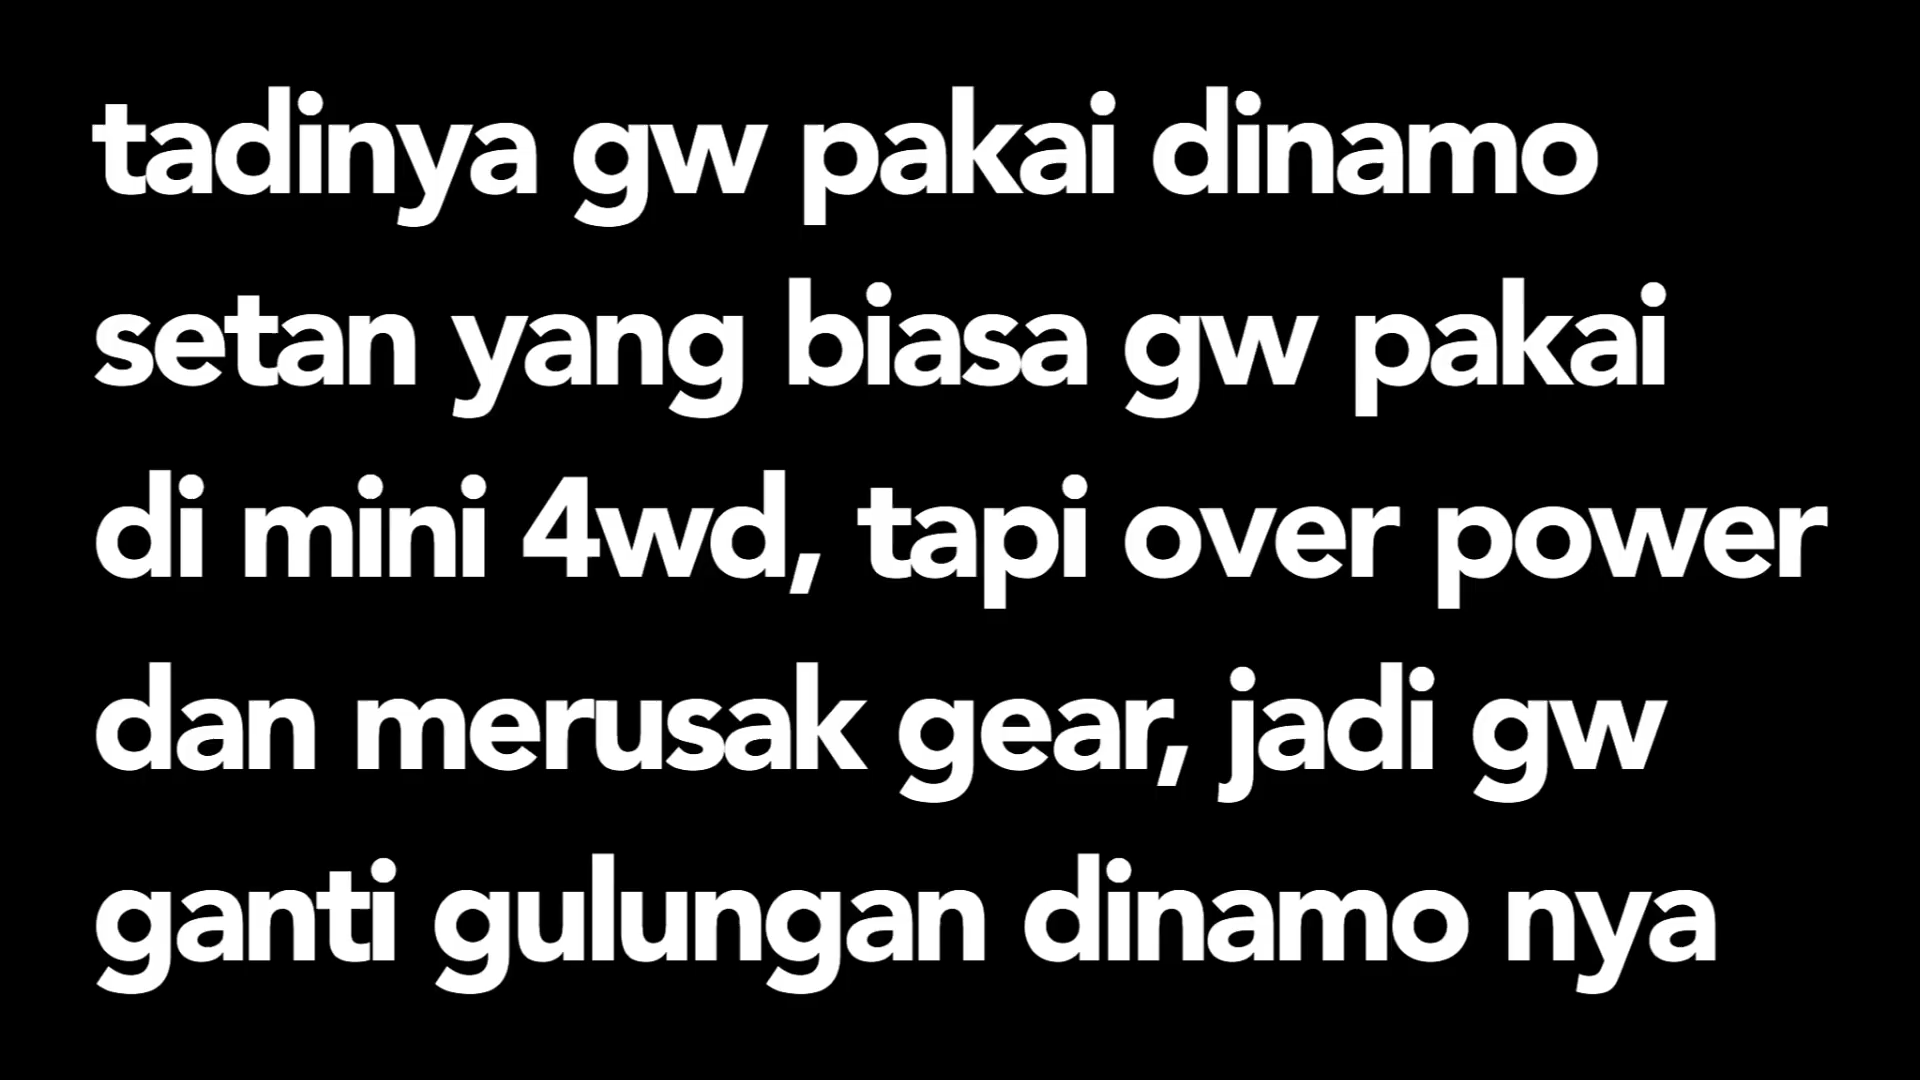 tadinya gw pakai dinamo
setan yang biasa gw pakai
di mini 4wd, tapi over power
dan merusak gear, jadi gw
ganti gulungan dinamo nya